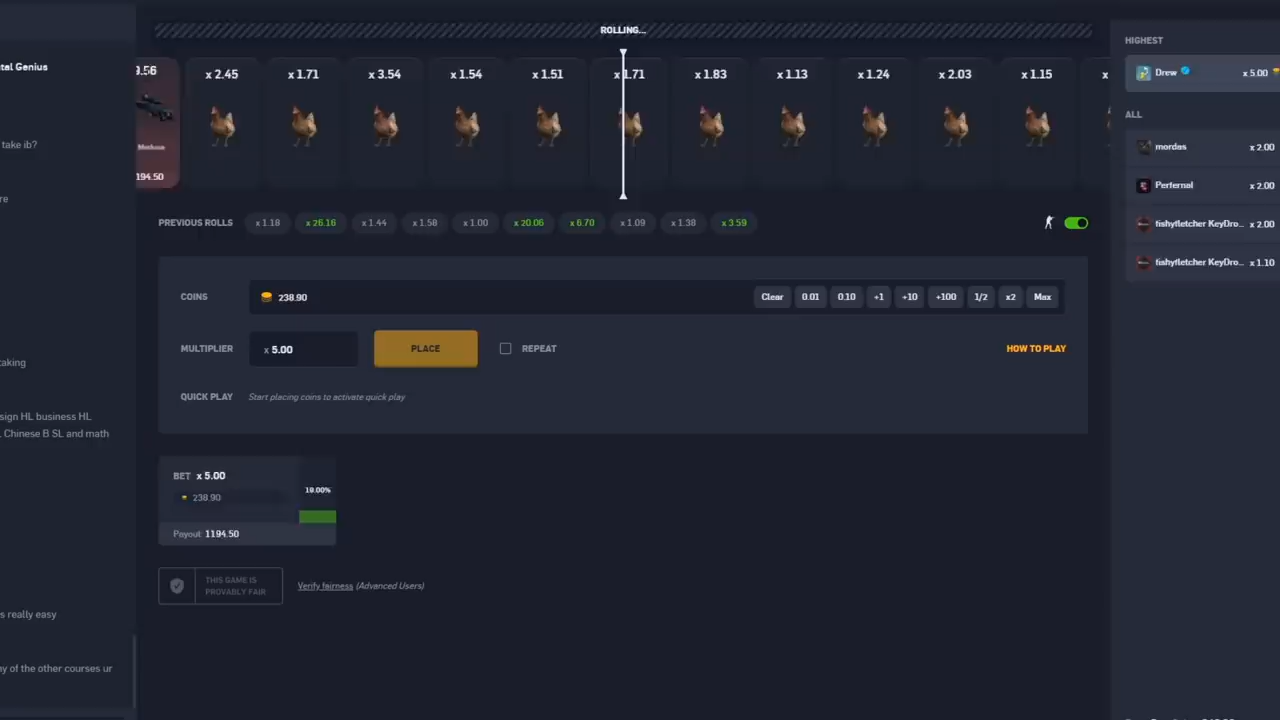 tal Genius
take ib?
re
taking
sign HL business HL
. Chinese B SL and math
s really easy
ny of the other courses ur
ROLLING...
9.56
x 2.45
x 1.71
x 3.54
x 1.54
x 1.51
x 1.71
x 1.83
x 1.13
x 1.24
x 2.03
x 1.15
x
Medusa
194.50
PREVIOUS ROLLS x 1.18 x 26.16 x 1.44 x 1.58 x 1.00 x 20.06 x 6.70 x 1.09 x 1.38 x 3.59
COINS 238.90 Clear 0.01 0.10 +1 +10 +100 1/2 x2 Max
MULTIPLIER x 5.00 PLACE REPEAT HOW TO PLAY
QUICK PLAY Start placing coins to activate quick play
BET x 5.00
19.00%
238.90
Payout 1194.50
THIS GAME IS
PROVABLY FAIR
Verify fairness (Advanced Users)
HIGHEST
Drew x 5.00
ALL
mordas x 2.00
Perfernal x 2.00
fishyfletcher KeyDro... x 2.00
fishyfletcher KeyDro... x 1.10